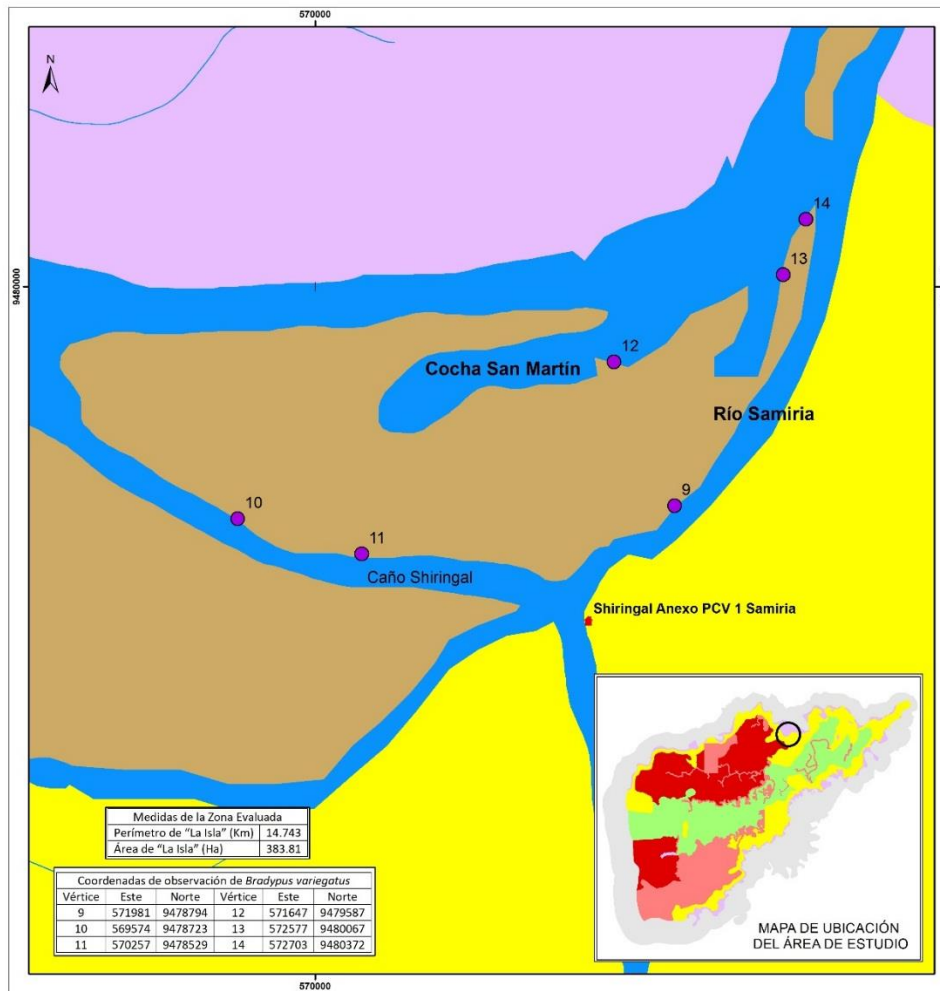 570000
N
14
13
9480000
9480000
12
Cocha San Martín
Río Samiria
9
10
11
Caño Shiringal
Shiringal Anexo PCV 1 Samiria
Medidas de la Zona Evaluada
Perímetro de "La Isla" (Km) 14.743
Área de "La Isla" (Ha) 383.81
Coordenadas de observación de Bradypus variegatus
Vértice Este Norte Vértice Este Norte
9 571981 9478794 12 571647 9479587
10 569574 9478723 13 572577 9480067
11 570257 9478529 14 572703 9480372
MAPA DE UBICACIÓN
DEL ÁREA DE ESTUDIO
570000